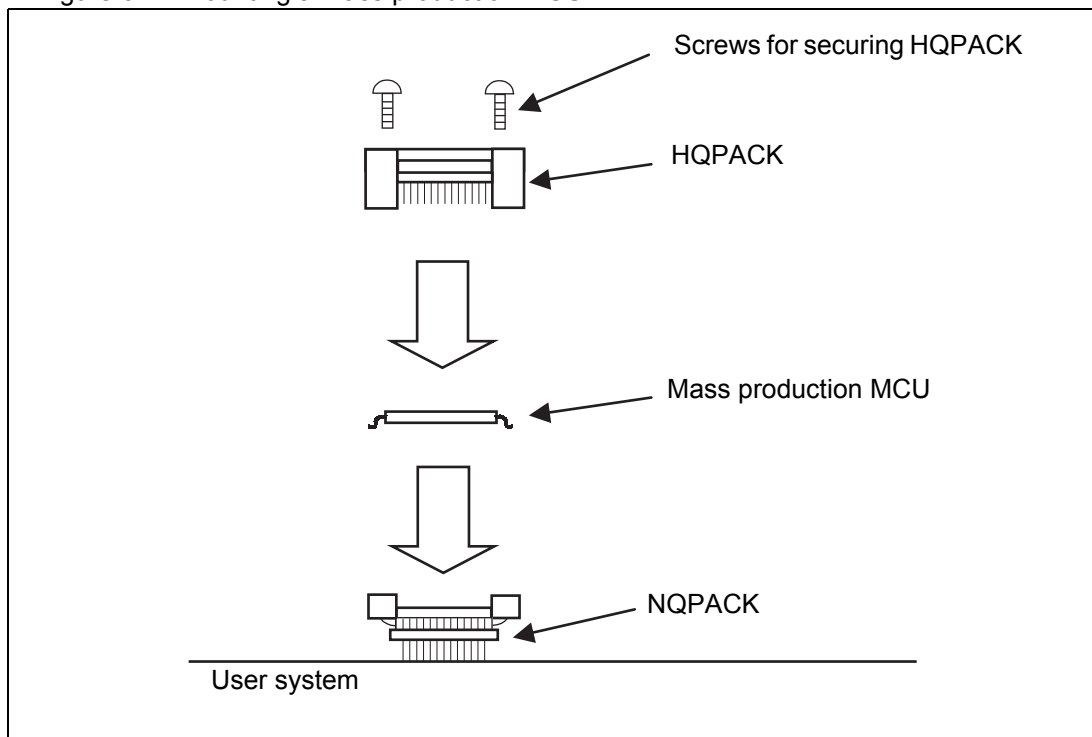 Screws for securing HQPACK
HQPACK
Mass production MCU
NQPACK
User system